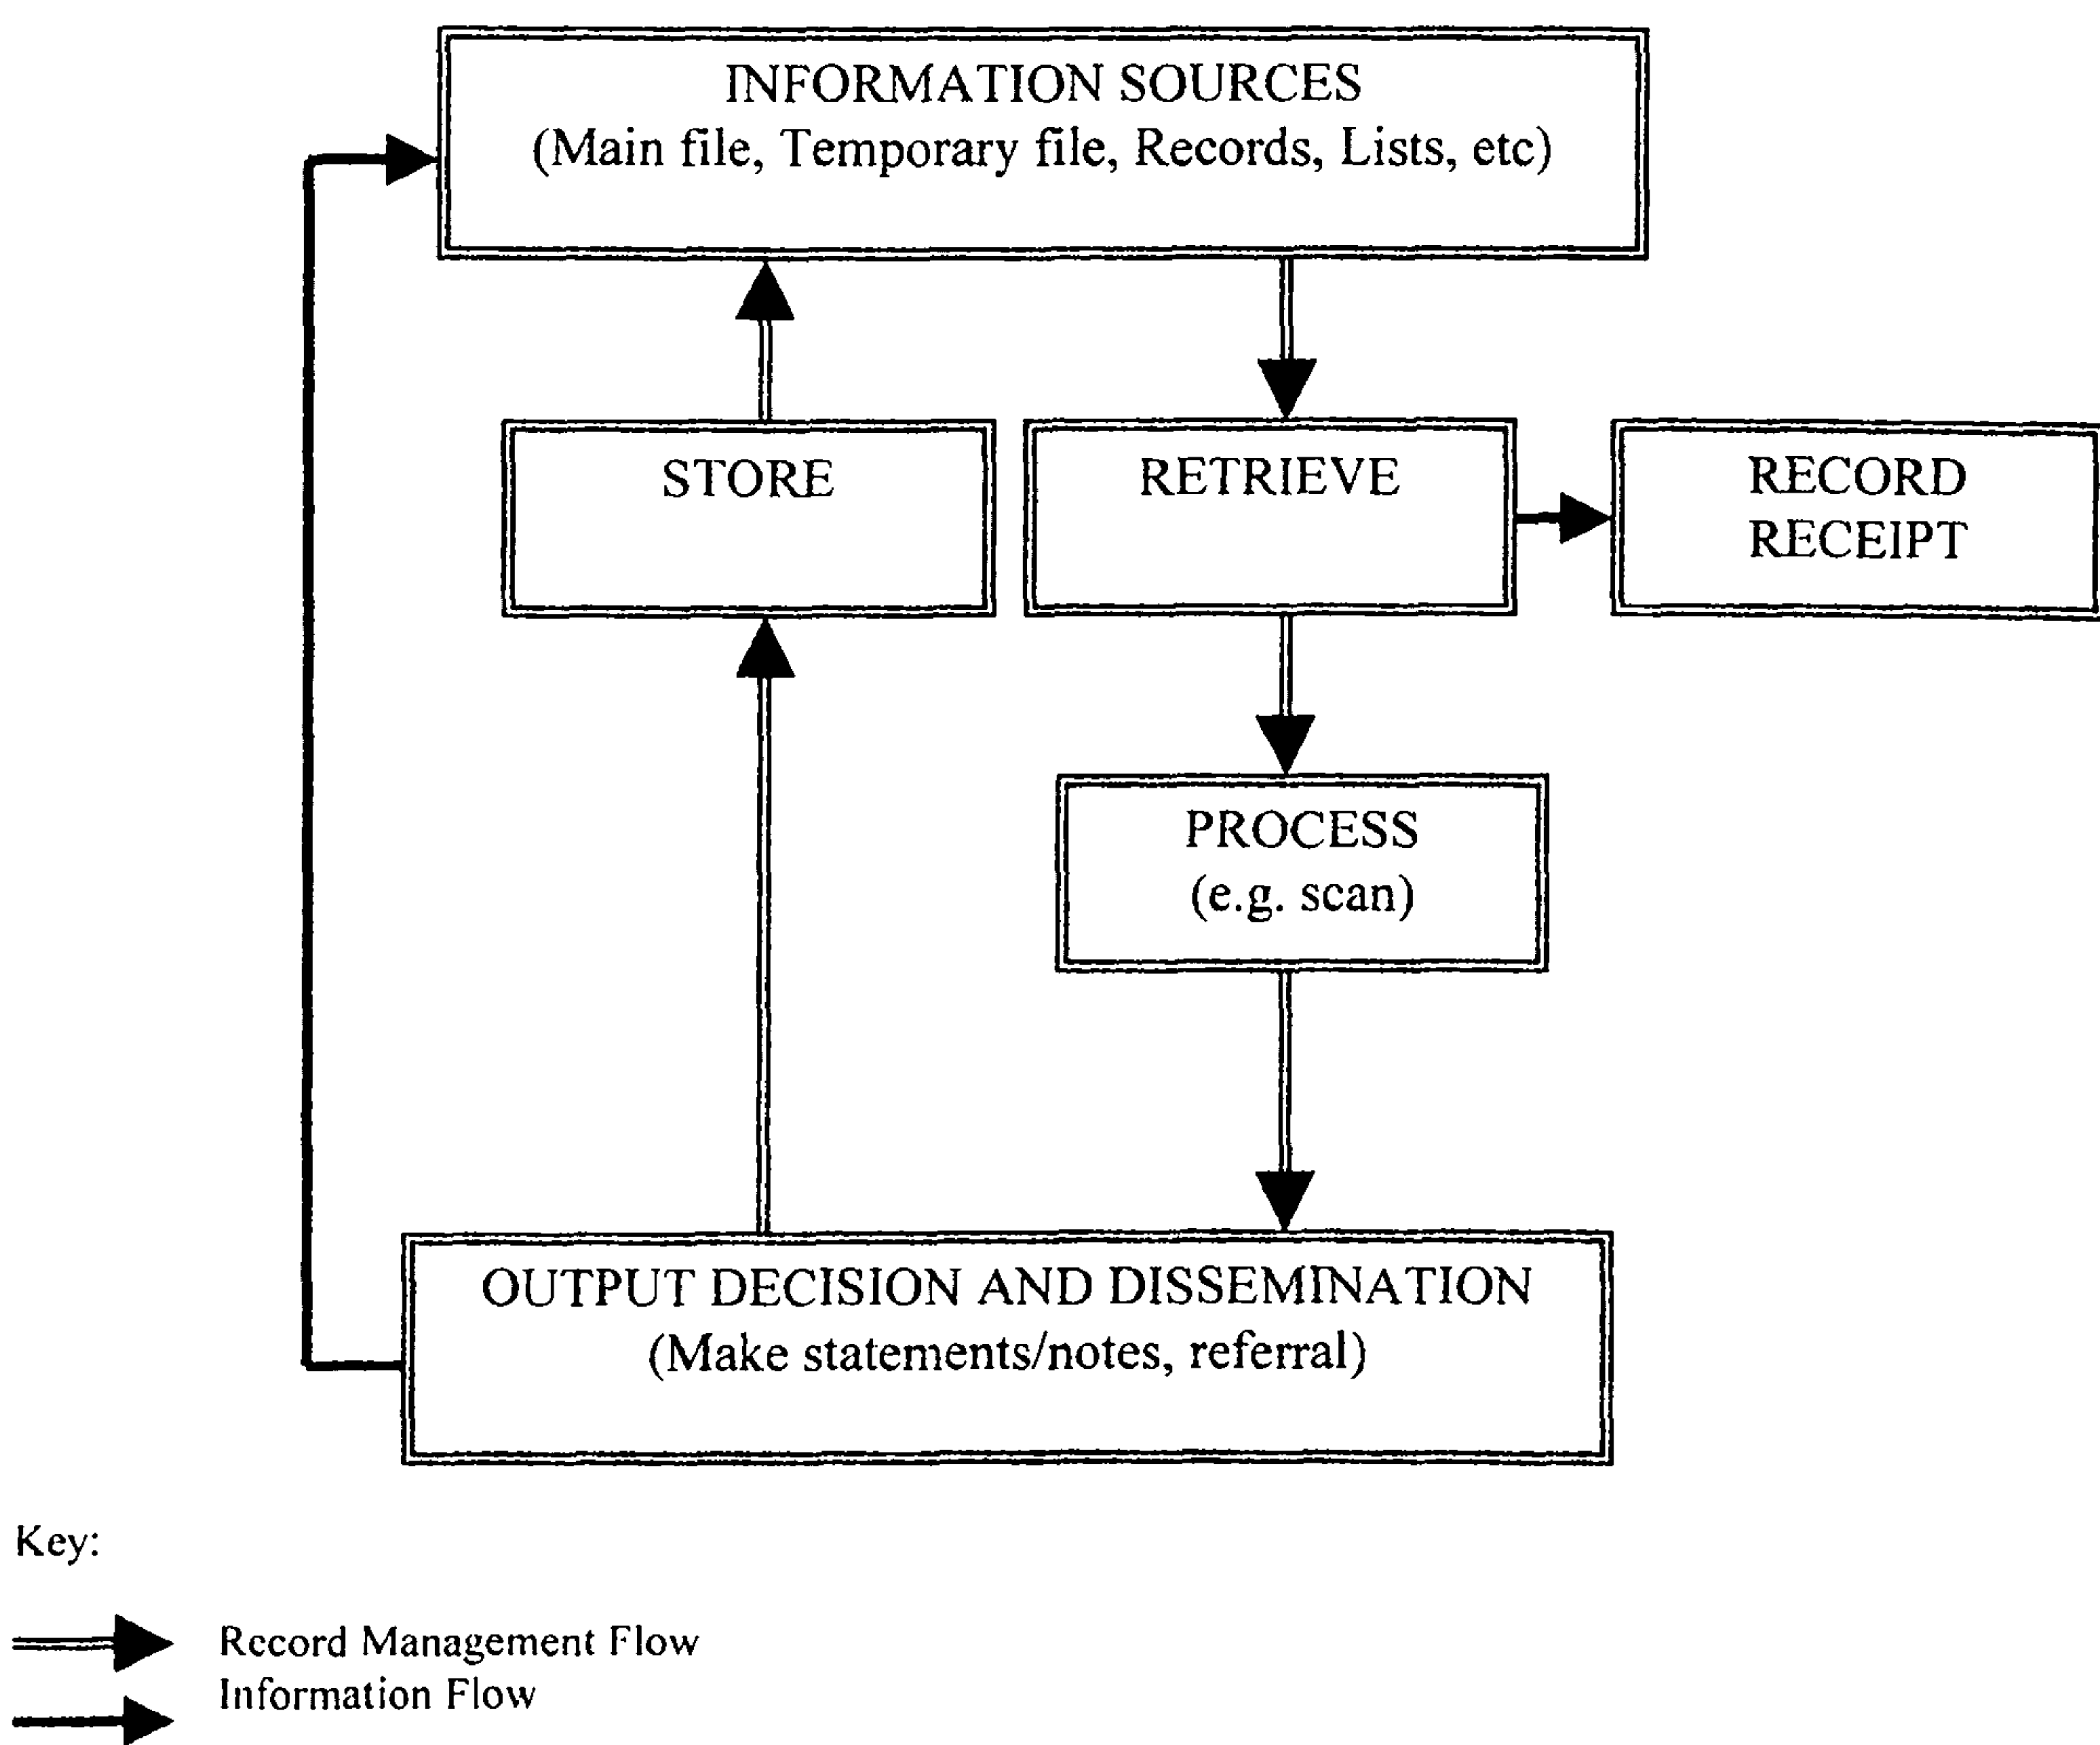 INFORMATION SOURCES
(Main file, Temporary file, Records, Lists, etc)
STORE
RETRIEVE
RECORD
RECEIPT
PROCESS
(e.g. scan)
OUTPUT DECISION AND DISSEMINATION
(Make statements/notes, referral)
Key:
Record Management Flow
Information Flow